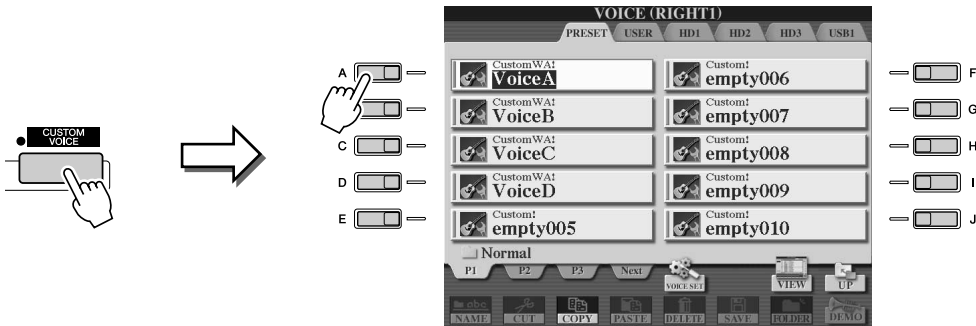 CUSTOM
VOICE
VOICE (RIGHT1)
PRESET USER HD1 HD2 HD3 USB1
A
C
D
E
CustomWA!
VoiceA
CustomWA!
VoiceB
CustomWA!
VoiceC
CustomWA!
VoiceD
Custom!
empty005
Custom!
empty006
Custom!
empty007
Custom!
empty008
Custom!
empty009
Custom!
empty010
F
G
H
I
J
Normal
P1 P2 P3 Next
VOICE SET
VIEW
UP
abc
NAME CUT COPY PASTE DELETE SAVE FOLDER DEMO